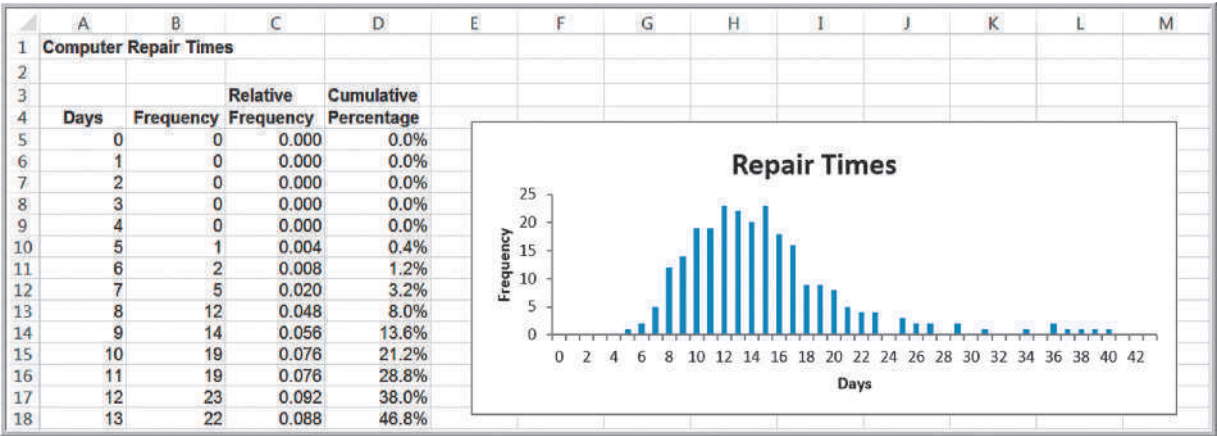 A B C D E F G H I J K L M
1 Computer Repair Times
2
3 Relative Cumulative
4 Days Frequency Frequency Percentage
5 0 0 0.000 0.0%
6 1 0 0.000 0.0%
7 2 0 0.000 0.0%
8 3 0 0.000 0.0%
9 4 0 0.000 0.0%
10 5 1 0.004 0.4%
11 6 2 0.008 1.2%
12 7 5 0.020 3.2%
13 8 12 0.048 8.0%
14 9 14 0.056 13.6%
15 10 19 0.076 21.2%
16 11 19 0.076 28.8%
17 12 23 0.092 38.0%
18 13 22 0.088 46.8%
Repair Times
Frequency
25
20
15
10
5
0
0 2 4 6 8 10 12 14 16 18 20 22 24 26 28 30 32 34 36 38 40 42
Days